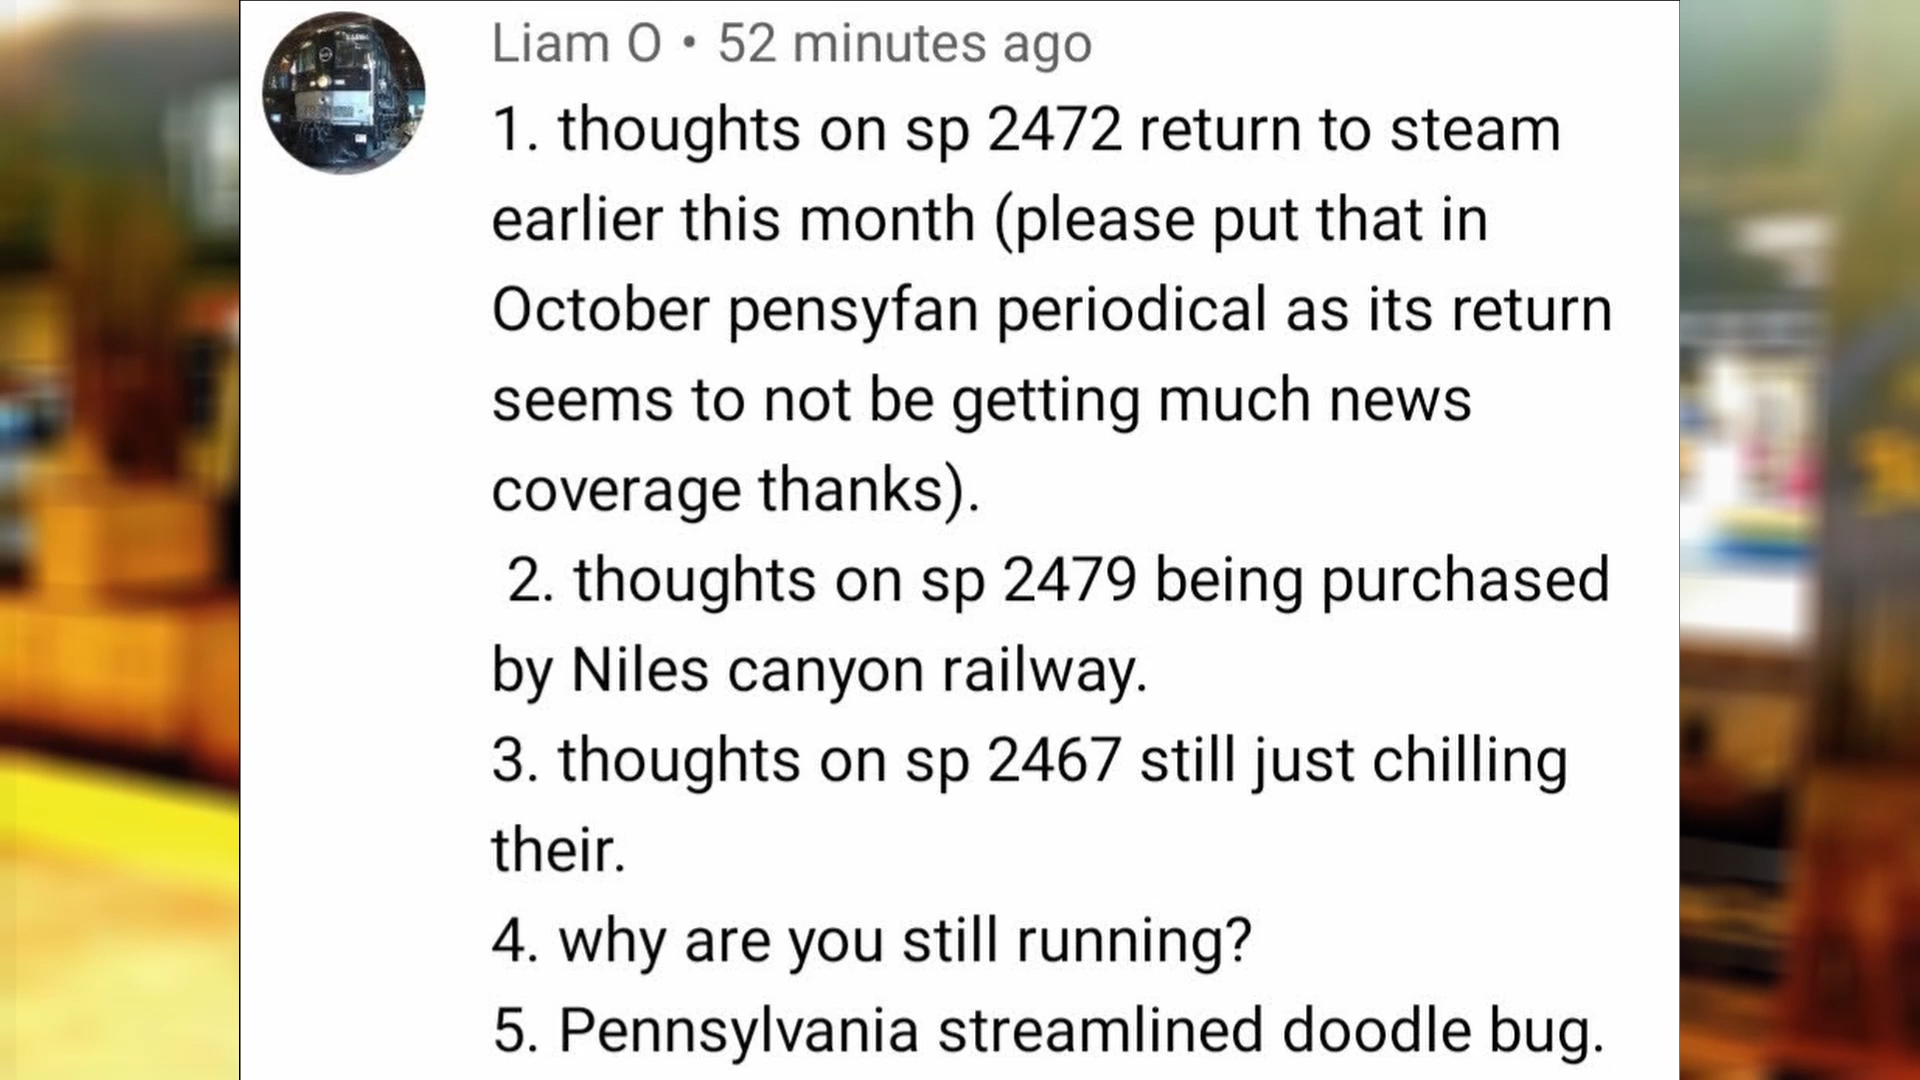 Liam O • 52 minutes ago
1. thoughts on sp 2472 return to steam
earlier this month (please put that in
October pensyfan periodical as its return
seems to not be getting much news
coverage thanks).
2. thoughts on sp 2479 being purchased
by Niles canyon railway.
3. thoughts on sp 2467 still just chilling
their.
4. why are you still running?
5. Pennsylvania streamlined doodle bug.